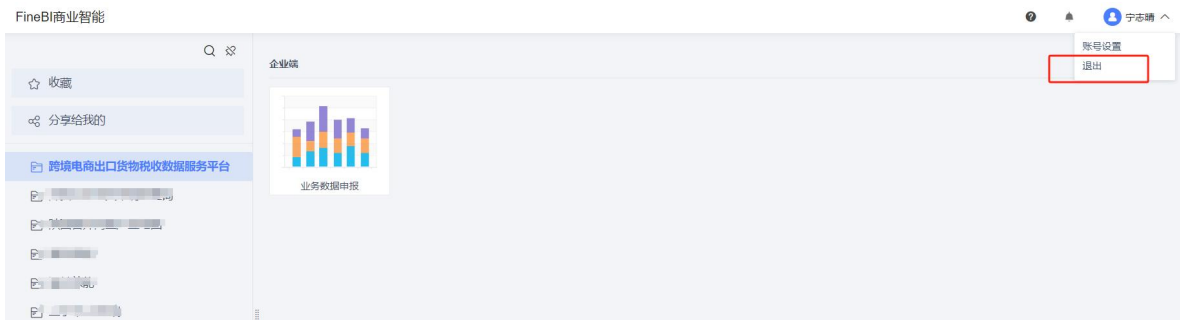 FineBI商业智能
宁志晴
账号设置
退出
收藏
分享给我的
跨境电商出口货物税收数据服务平台
企业端
业务数据申报